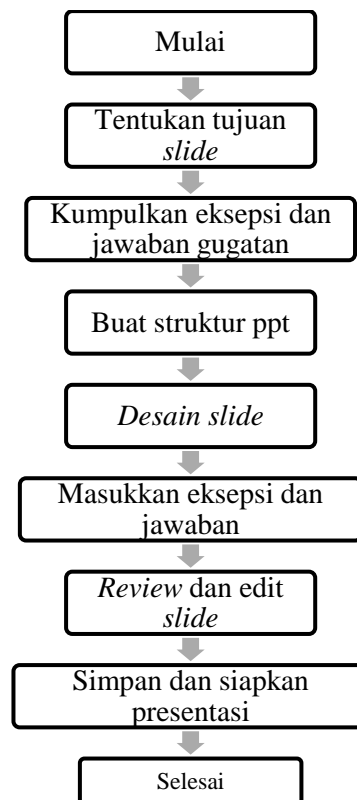 Mulai
Tentukan tujuan
slide
Kumpulkan eksepsi dan
jawaban gugatan
Buat struktur ppt
Desain slide
Masukkan eksepsi dan
jawaban
Review dan edit
slide
Simpan dan siapkan
presentasi
Selesai